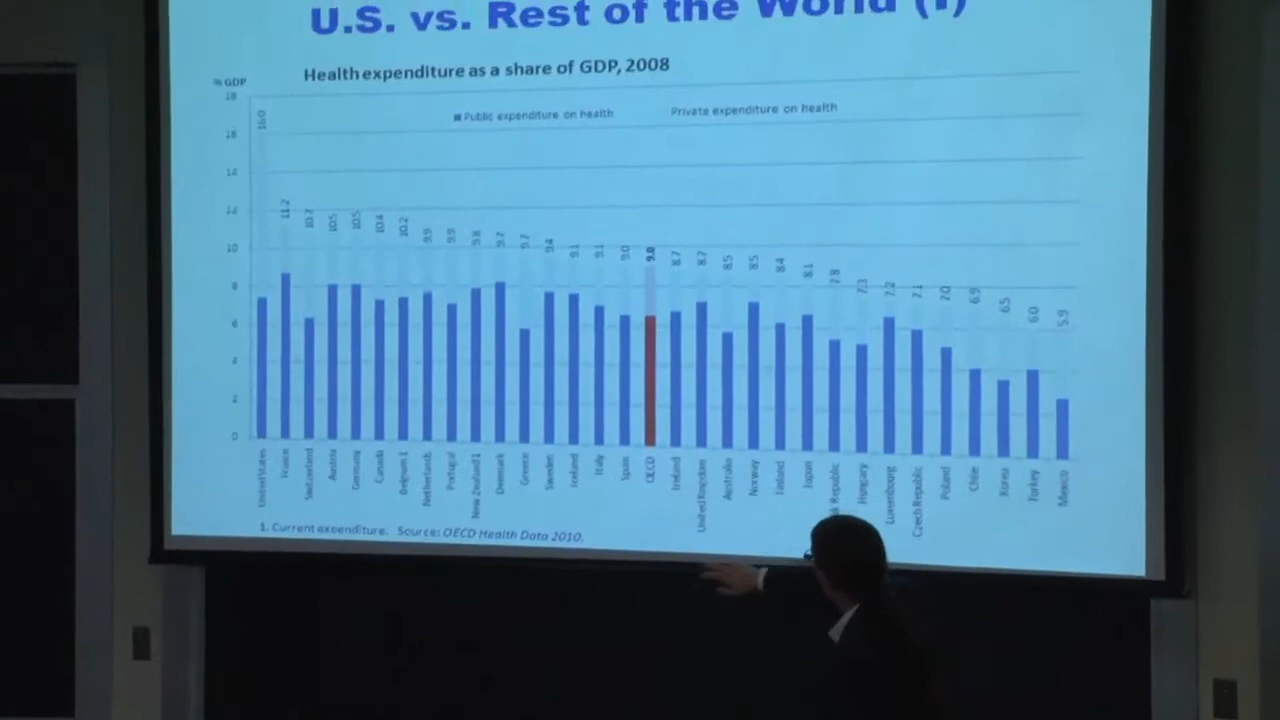 U.S. vs. Rest of the World (I)
Health expenditure as a share of GDP, 2008
% GDP
■ Public expenditure on health Private expenditure on health
18
16
14
12
10
8
6
4
2
0
16.0 11.2 10.7 10.5 10.5 10.4 10.2 9.9 9.9 9.8 9.7 9.7 9.4 9.1 9.1 9.0 9.0 8.7 8.7 8.5 8.5 8.4 8.1 7.8 7.3 7.2 7.1 7.0 6.9 6.5 6.0 5.9
United States
France
Switzerland
Austria
Germany
Canada
Belgium 1
Netherlands
Portugal
New Zealand 1
Denmark
Greece
Sweden
Iceland
Italy
Spain
OECD
Ireland
United Kingdom
Australia
Norway
Finland
Japan
k Republic
Hungary
Luxembourg
Czech Republic
Poland
Chile
Korea
Turkey
Mexico
1. Current expenditure. Source: OECD Health Data 2010.